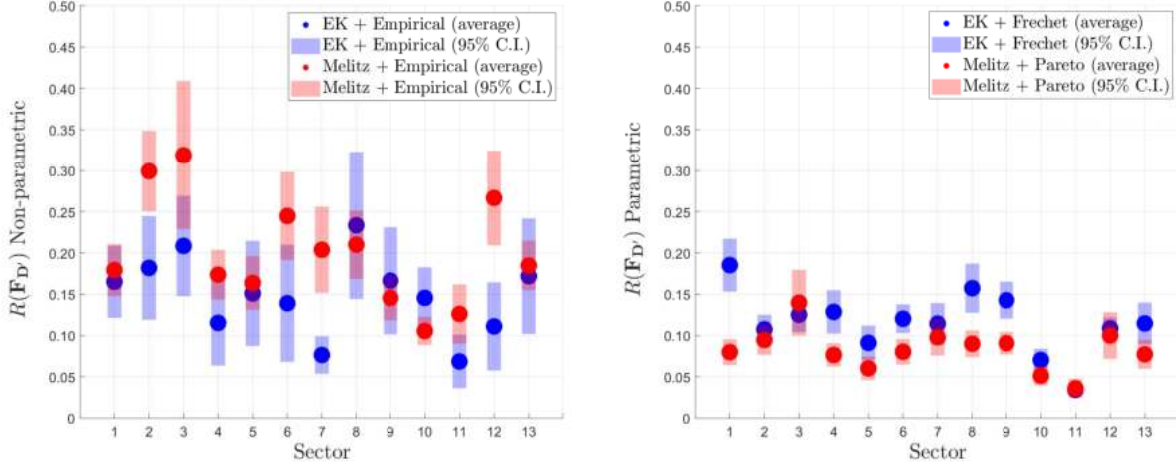 R(F_D') Non-parametric
0.50
0.45
0.40
0.35
0.30
0.25
0.20
0.15
0.10
0.05
0
EK + Empirical (average)
EK + Empirical (95% C.I.)
Melitz + Empirical (average)
Melitz + Empirical (95% C.I.)
1 2 3 4 5 6 7 8 9 10 11 12 13
Sector
R(F_D') Parametric
0.50
0.45
0.40
0.35
0.30
0.25
0.20
0.15
0.10
0.05
0
EK + Frechet (average)
EK + Frechet (95% C.I.)
Melitz + Pareto (average)
Melitz + Pareto (95% C.I.)
1 2 3 4 5 6 7 8 9 10 11 12 13
Sector